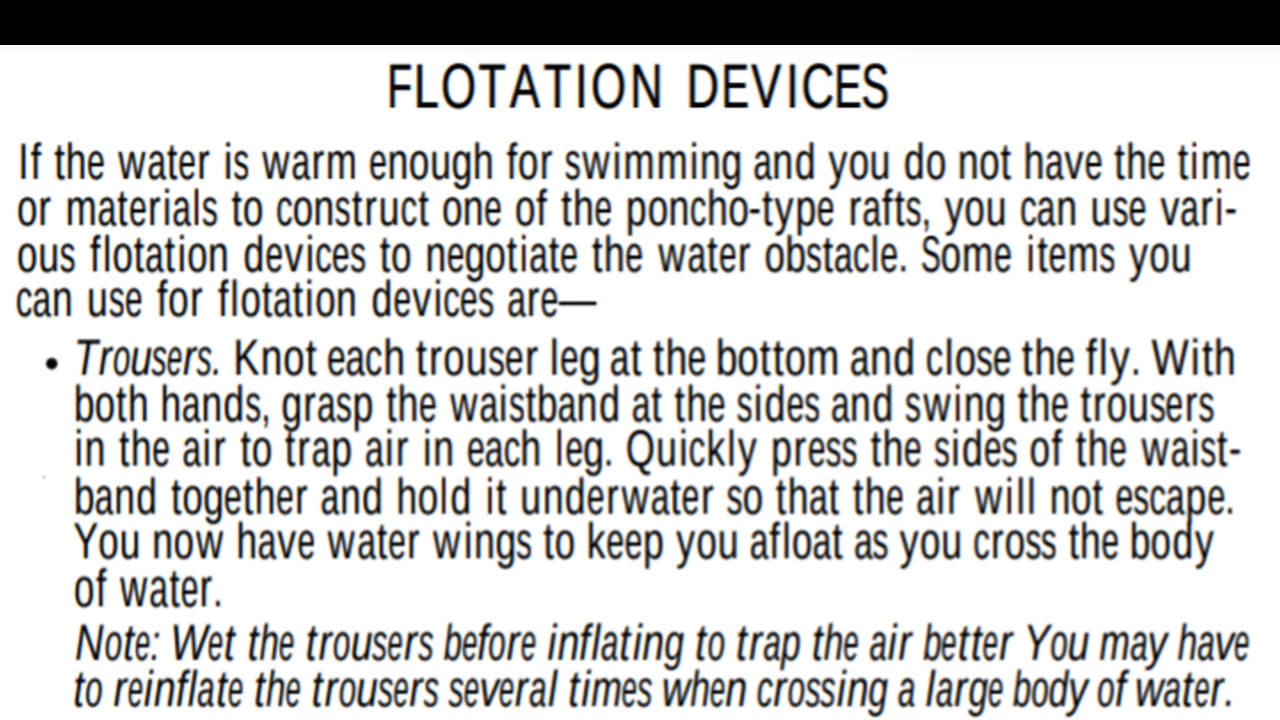 FLOTATION DEVICES
If the water is warm enough for swimming and you do not have the time
or materials to construct one of the poncho-type rafts, you can use vari-
ous flotation devices to negotiate the water obstacle. Some items you
can use for flotation devices are—
• Trousers. Knot each trouser leg at the bottom and close the fly. With
both hands, grasp the waistband at the sides and swing the trousers
in the air to trap air in each leg. Quickly press the sides of the waist-
band together and hold it underwater so that the air will not escape.
You now have water wings to keep you afloat as you cross the body
of water.
Note: Wet the trousers before inflating to trap the air better You may have
to reinflate the trousers several times when crossing a large body of water.